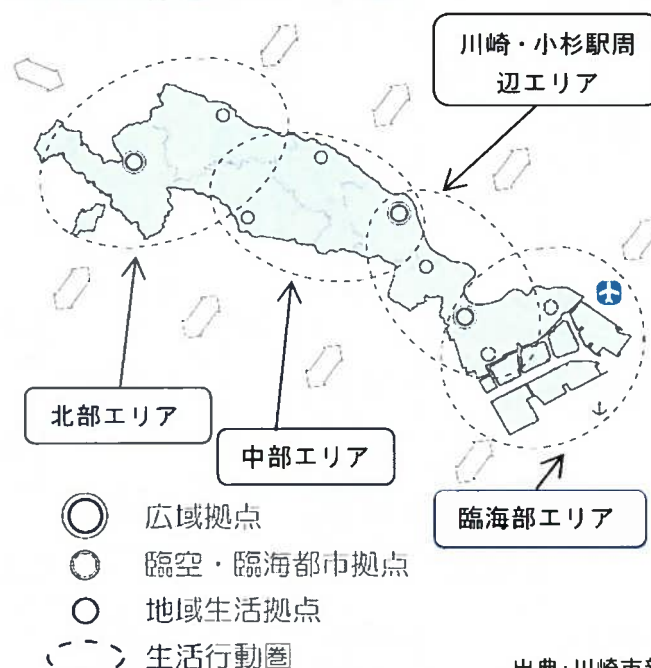 川崎・小杉駅周
辺エリア
北部エリア
中部エリア
臨海部エリア
広域拠点
臨空・臨海都市拠点
地域生活拠点
生活行動圏
出典：川崎市